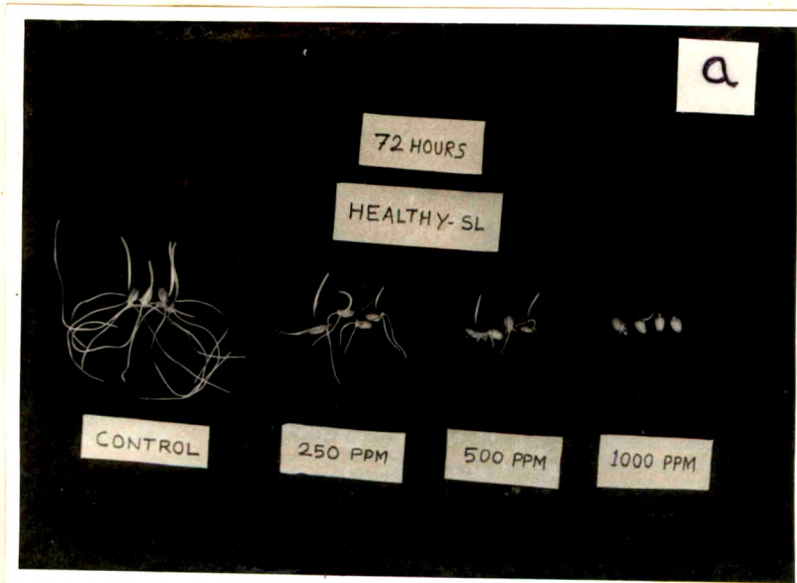 a
72 HOURS
HEALTHY-SL
CONTROL
250 PPM
500 PPM
1000 PPM